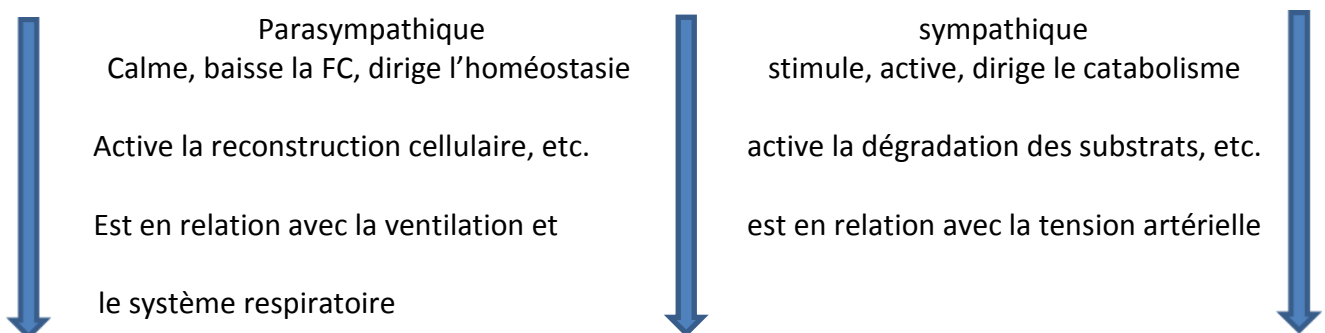 Parasympathique
Calme, baisse la FC, dirige l’homéostasie
Active la reconstruction cellulaire, etc.
Est en relation avec la ventilation et
le système respiratoire
sympathique
stimule, active, dirige le catabolisme
active la dégradation des substrats, etc.
est en relation avec la tension artérielle